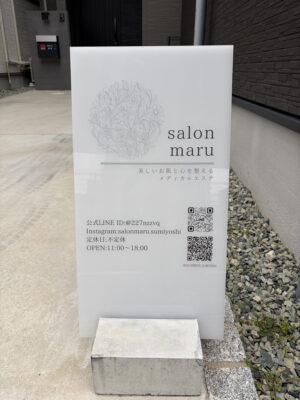 salon
maru
美しいお肌と心を整える
メディカルエステ
公式LINE ID:@227nzzvq
Instagram:salonmaru.sumiyoshi
定休日:不定休
OPEN:11:00〜18:00